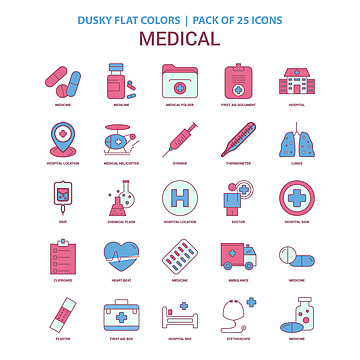 DUSKY FLAT COLORS | PACK OF 25 ICONS
MEDICAL
MEDICINE
MEDICINE
MEDICAL FOLDER
FIRST AID DOCUMENT
HOSPITAL
HOSPITAL LOCATION
MEDICAL HELICOPTER
SYRINGE
THERMOMETER
LUNGS
DRIP
CHEMICAL FLASK
HOSPITAL LOCATION
DOCTOR
HOSPITAL SIGN
CLIPBOARD
HEART BEAT
MEDICINE
AMBULANCE
MEDICINE
PLASTER
FIRST AID BOX
HOSPITAL BED
STETHOSCOPE
MEDICINE